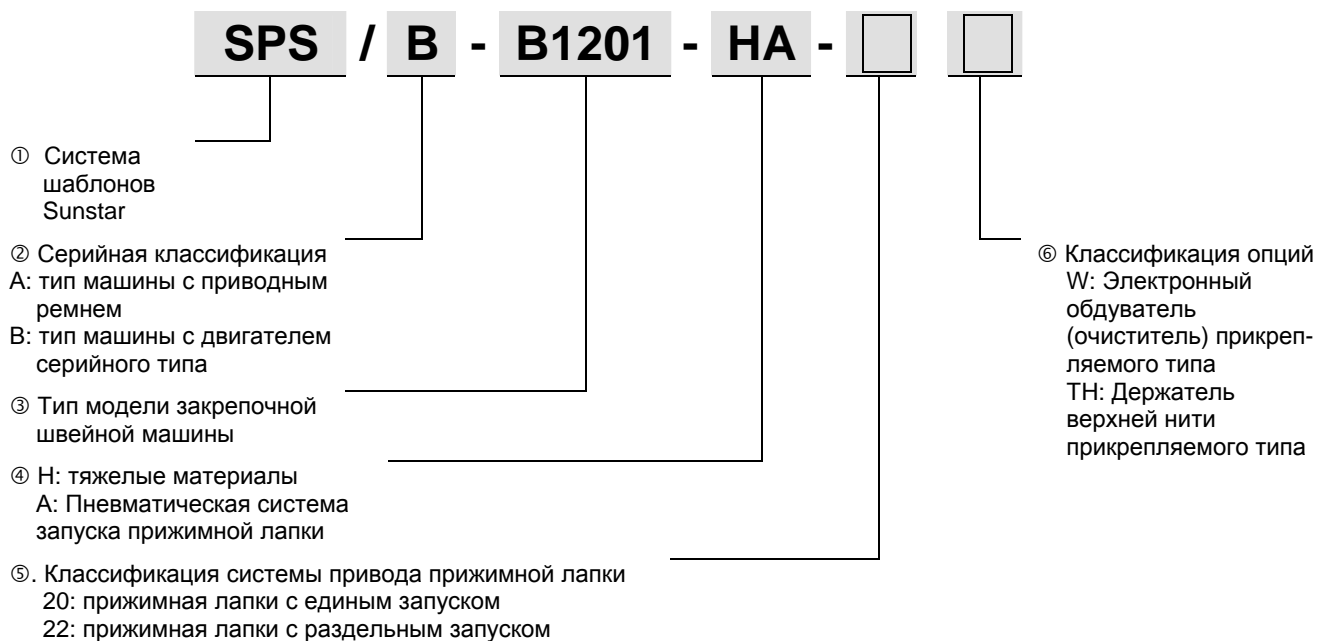 SPS / B - B1201 - HA - □ □
① Система
шаблонов
Sunstar
② Серийная классификация
А: тип машины с приводным
ремнем
В: тип машины с двигателем
серийного типа
③ Тип модели закрепочной
швейной машины
④ Н: тяжелые материалы
А: Пневматическая система
запуска прижимной лапки
⑤. Классификация системы привода прижимной лапки
20: прижимная лапки с единым запуском
22: прижимная лапки с раздельным запуском
⑥ Классификация опций
W: Электронный
обдуватель
(очиститель) прикреп-
ляемого типа
TH: Держатель
верхней нити
прикрепляемого типа